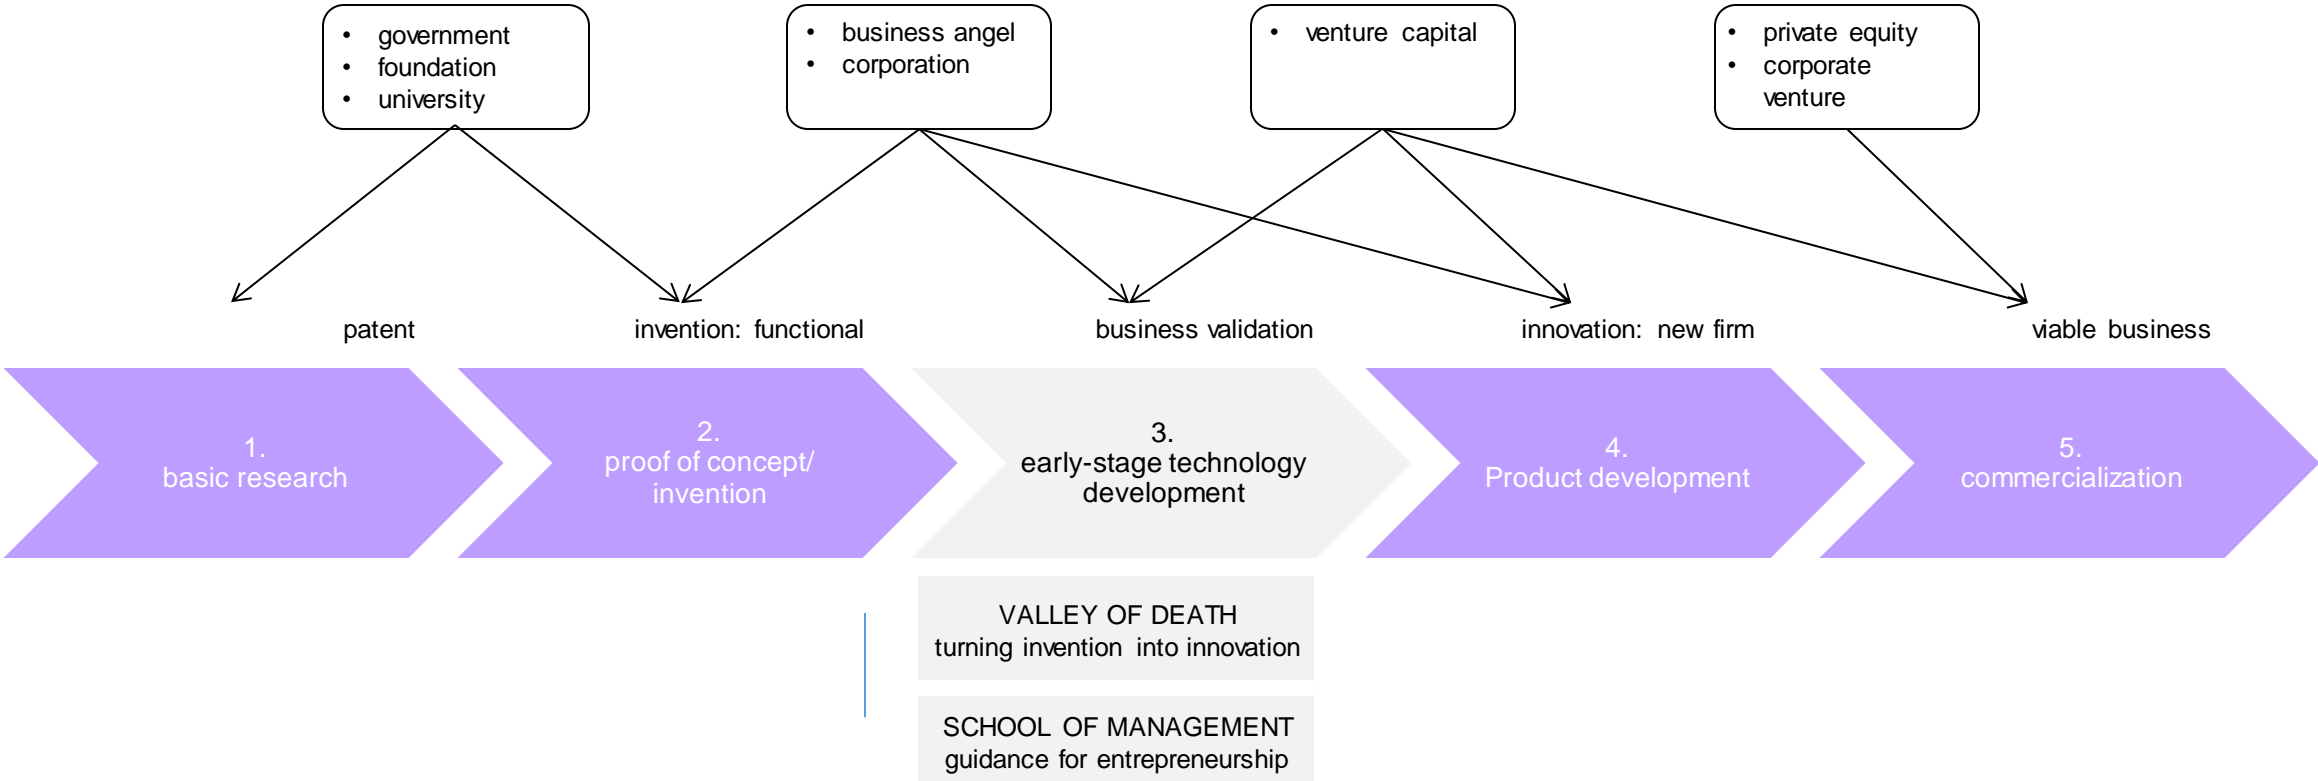 • government
• foundation
• university
• business angel
• corporation
• venture capital
• private equity
• corporate
venture
patent
invention: functional
business validation
innovation: new firm
viable business
1.
basic research
2.
proof of concept/
invention
3.
early-stage technology
development
4.
Product development
5.
commercialization
VALLEY OF DEATH
turning invention into innovation
SCHOOL OF MANAGEMENT
guidance for entrepreneurship